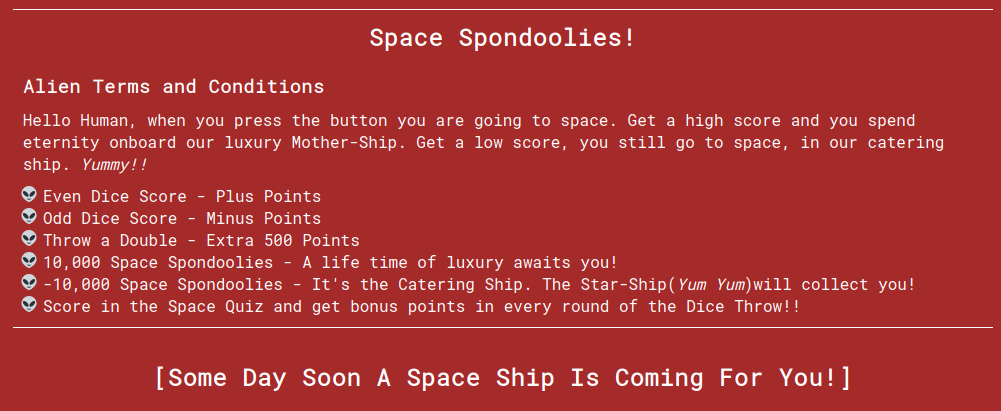 Space Spondoolies!
Alien Terms and Conditions
Hello Human, when you press the button you are going to space. Get a high score and you spend
eternity onboard our luxury Mother-Ship. Get a low score, you still go to space, in our catering
ship. Yummy!!
Even Dice Score - Plus Points
Odd Dice Score - Minus Points
Throw a Double - Extra 500 Points
10,000 Space Spondoolies - A life time of luxury awaits you!
-10,000 Space Spondoolies - It's the Catering Ship. The Star-Ship(Yum Yum)will collect you!
Score in the Space Quiz and get bonus points in every round of the Dice Throw!!
[Some Day Soon A Space Ship Is Coming For You!]